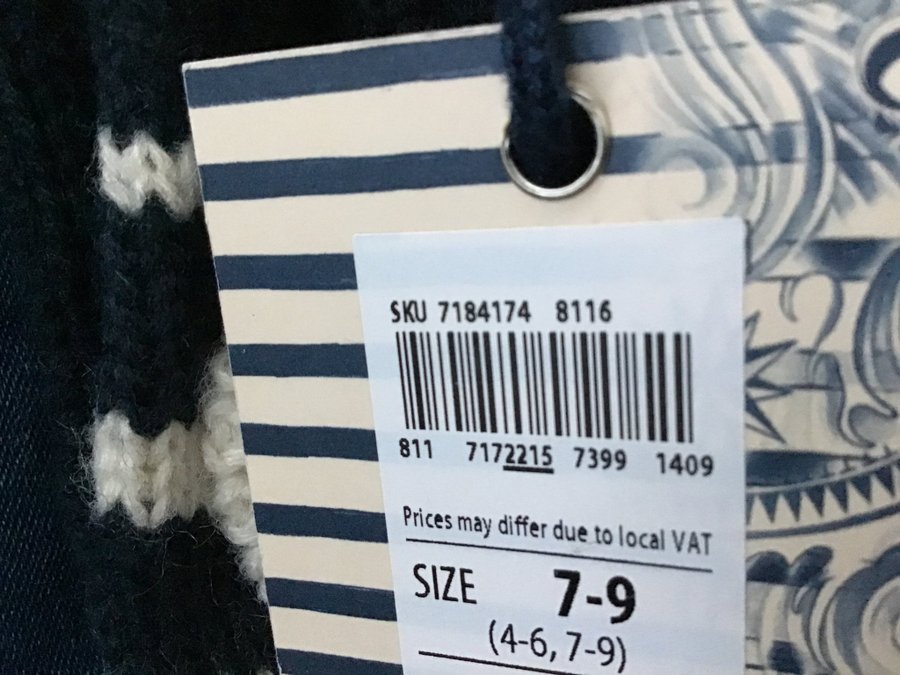 SKU 7184174 8116
811 7172215 7399 1409
Prices may differ due to local VAT
SIZE 7-9
(4-6, 7-9)